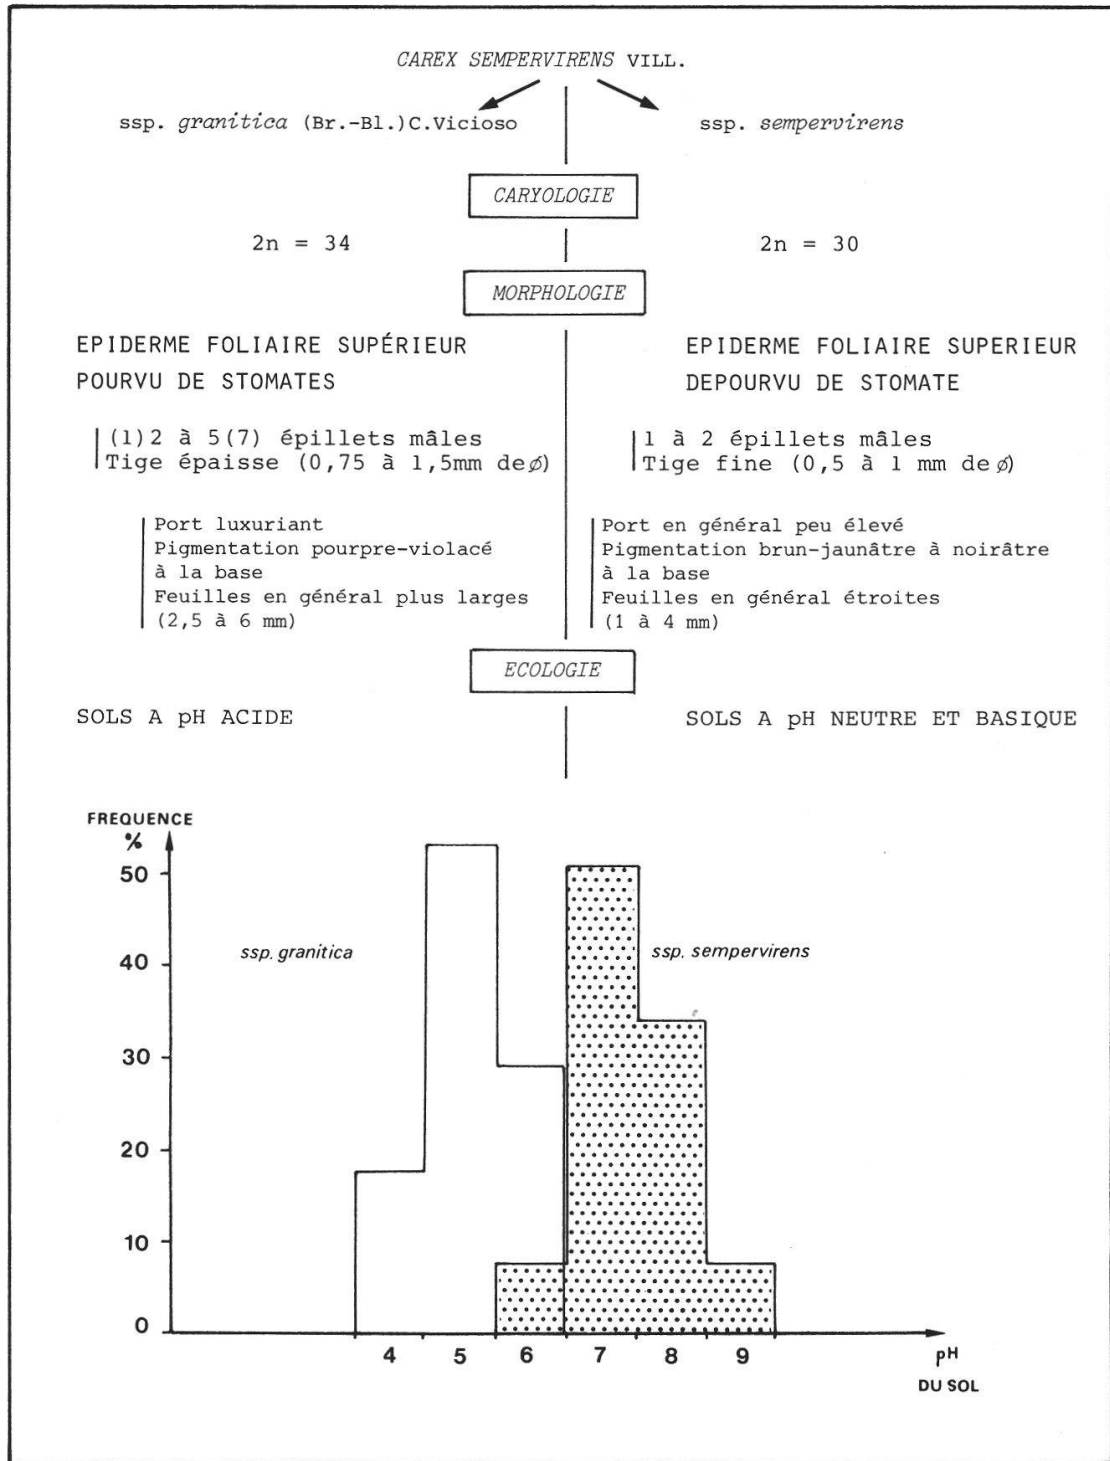 CAREX SEMPERVIRENS VILL.
ssp. granitica (Br.-Bl.)C.Vicioso
ssp. sempervirens
CARYOLOGIE
2n = 34
2n = 30
MORPHOLOGIE
EPIDERME FOLIAIRE SUPÉRIEUR
POURVU DE STOMATES
EPIDERME FOLIAIRE SUPERIEUR
DEPOURVU DE STOMATE
(1)2 à 5(7) épillets mâles
Tige épaisse (0,75 à 1,5mm de ø)
1 à 2 épillets mâles
Tige fine (0,5 à 1 mm de ø)
Port luxuriant
Pigmentation pourpre-violacé
à la base
Feuilles en général plus larges
(2,5 à 6 mm)
Port en général peu élevé
Pigmentation brun-jaunâtre à noirâtre
à la base
Feuilles en général étroites
(1 à 4 mm)
ECOLOGIE
SOLS A pH ACIDE
SOLS A pH NEUTRE ET BASIQUE
FREQUENCE
%
50
40
30
20
10
0
ssp. granitica
ssp. sempervirens
4 5 6 7 8 9
pH
DU SOL